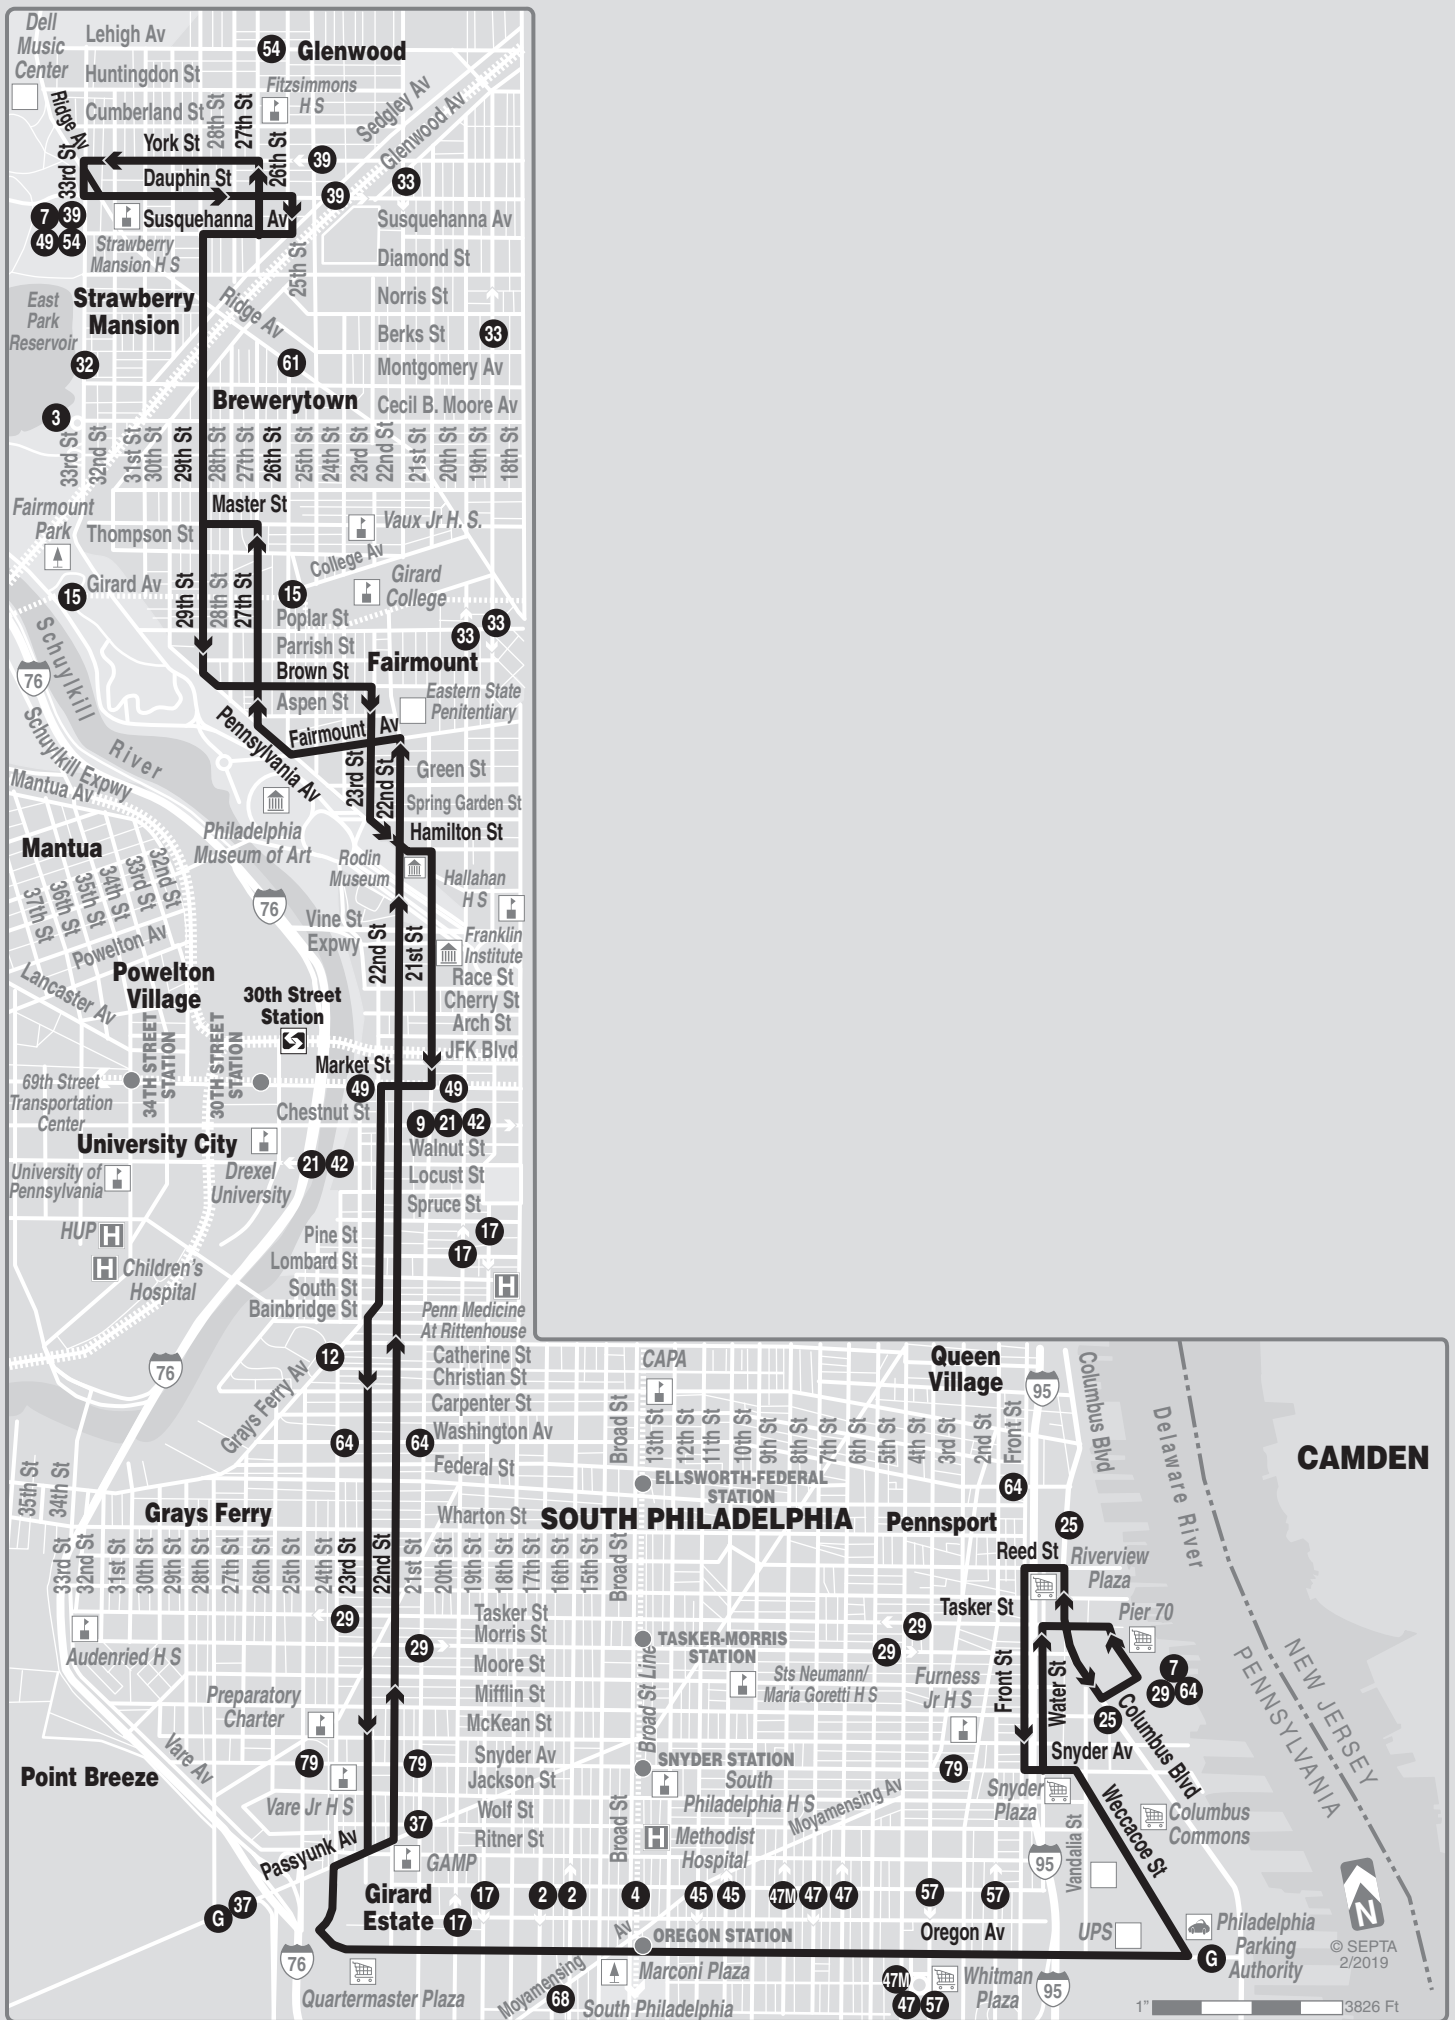 Dell
Music
Center
Lehigh Av
54
Glenwood
Huntingdon St
Fitzsimmons
H S
Ridge Av
Cumberland St
28th St
27th St
Sedgley Av
Glenwood Av
York St
26th St
39
33rd St
Dauphin St
39
33
7
39
Susquehanna Av
Susquehanna Av
49
54
Strawberry
Mansion H S
25th St
Diamond St
East
Park
Reservoir
Strawberry
Mansion
Ridge Av
Norris St
Berks St
33
32
61
Montgomery Av
Brewerytown
Cecil B. Moore Av
3
33rd St
32nd St
31st St
30th St
29th St
28th St
27th St
26th St
25th St
24th St
23rd St
22nd St
21st St
20th St
19th St
18th St
Fairmount
Park
Master St
Thompson St
Vaux Jr H. S.
College Av
Girard Av
15
29th St
28th St
27th St
15
Girard
College
Poplar St
33
33
Parrish St
Schuylkill
River
Brown St
Fairmount
76
Aspen St
Eastern State
Penitentiary
Pennsylvania Av
Fairmount Av
Schuylkill Expwy
23rd St
22nd St
Green St
Mantua Av
Spring Garden St
Mantua
Philadelphia
Museum of Art
Hamilton St
Rodin
Museum
Hallahan
H S
37th St
36th St
35th St
34th St
33rd St
32nd St
76
Vine St
Expwy
22nd St
21st St
Franklin
Institute
Powelton Av
Lancaster Av
Powelton
Village
Race St
30th Street
Station
Cherry St
Arch St
34TH STREET
STATION
30TH STREET
STATION
JFK Blvd
Market St
69th Street
Transportation
Center
49
49
Chestnut St
9
21
42
University City
Walnut St
University of
Pennsylvania
Drexel
University
21
42
Locust St
Spruce St
HUP
H
Pine St
17
17
H
Children's
Hospital
Lombard St
South St
H
Bainbridge St
Penn Medicine
At Rittenhouse
76
Grays Ferry Av
12
Catherine St
Christian St
Carpenter St
CAPA
Queen
Village
95
Columbus Blvd
Delaware River
64
64
Washington Av
Broad St
13th St
12th St
11th St
10th St
9th St
8th St
7th St
6th St
5th St
4th St
3rd St
2nd St
Front St
CAMDEN
35th St
34th St
Federal St
ELLSWORTH-FEDERAL
STATION
64
Grays Ferry
Wharton St
SOUTH PHILADELPHIA
Pennsport
25
33rd St
32nd St
31st St
30th St
29th St
28th St
27th St
26th St
25th St
24th St
23rd St
22nd St
21st St
20th St
19th St
18th St
17th St
16th St
15th St
Broad St
Reed St
Riverview
Plaza
29
Tasker St
Tasker St
Pier 70
Audenried H S
29
Morris St
TASKER-MORRIS
STATION
29
29
Moore St
Broad St Line
Sts Neumann/
Maria Goretti H S
Furness
Jr H S
Front St
Water St
7
29
64
NEW JERSEY
PENNSYLVANIA
Preparatory
Charter
Mifflin St
25
Columbus Blvd
McKean St
Vare Av
79
79
Snyder Av
SNYDER STATION
79
Snyder Av
Point Breeze
Jackson St
South
Philadelphia H S
Snyder
Plaza
Vare Jr H S
Wolf St
Broad St
Moyamensing Av
Weccacoe St
Columbus
Commons
37
Passyunk Av
Ritner St
H
Methodist
Hospital
Vandalia St
GAMP
95
Girard
Estate
17
17
2
2
4
45
45
47M
47
47
57
57
G
37
Oregon Av
UPS
N
OREGON STATION
Philadelphia
Parking
Authority
G
76
Moyamensing Av
Marconi Plaza
47M
47
57
Whitman
Plaza
95
© SEPTA
2/2019
Quartermaster Plaza
68
South Philadelphia
1"
3826 Ft